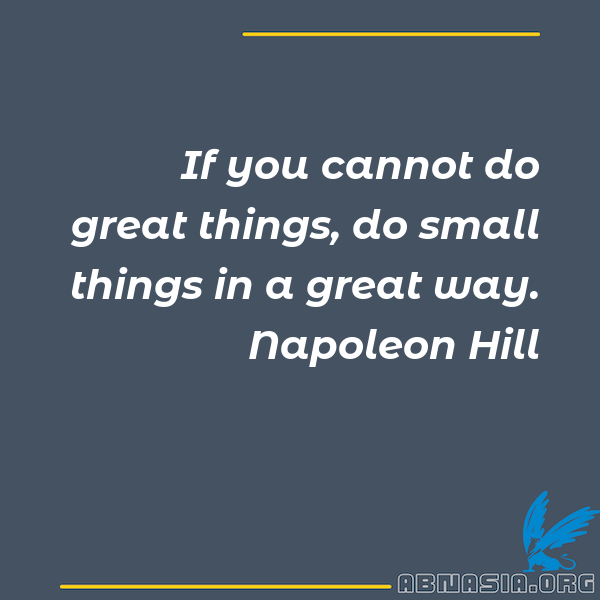 If you cannot do
great things, do small
things in a great way.
Napoleon Hill
ABNASIA.ORG